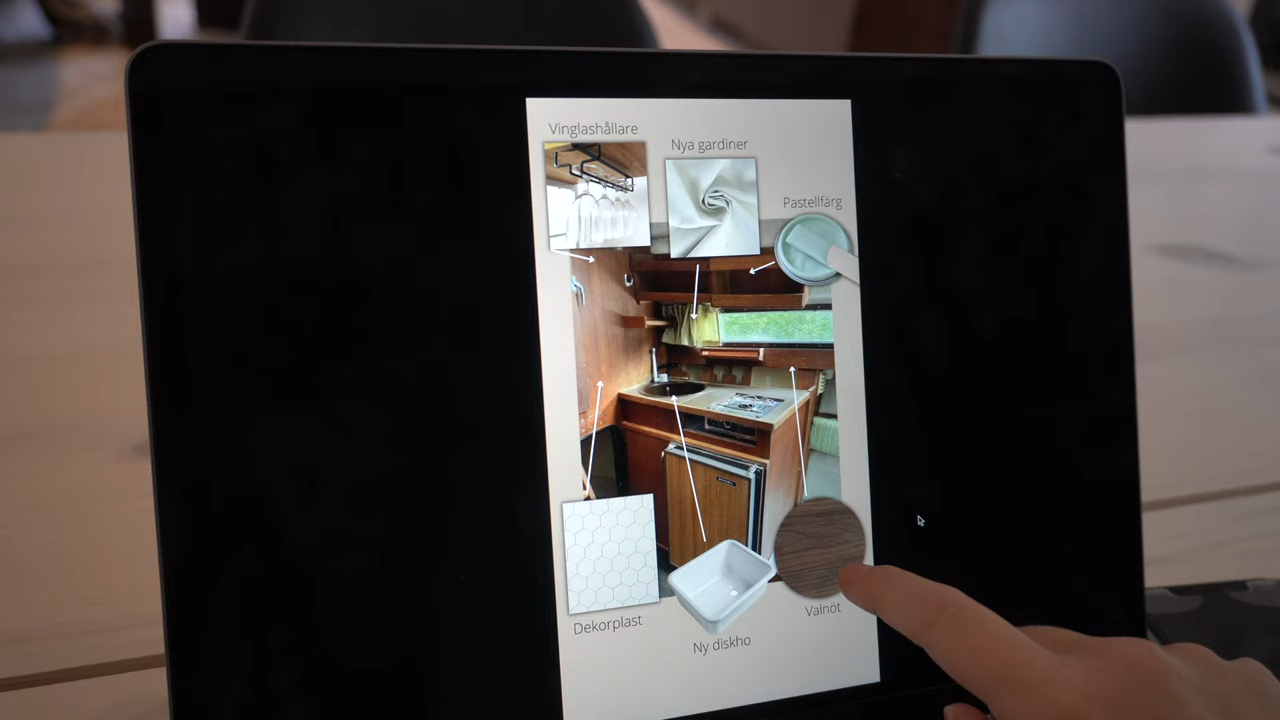 Vinglashållare
Nya gardiner
Pastellfärg
Dekorplast
Ny diskho
Valnöt